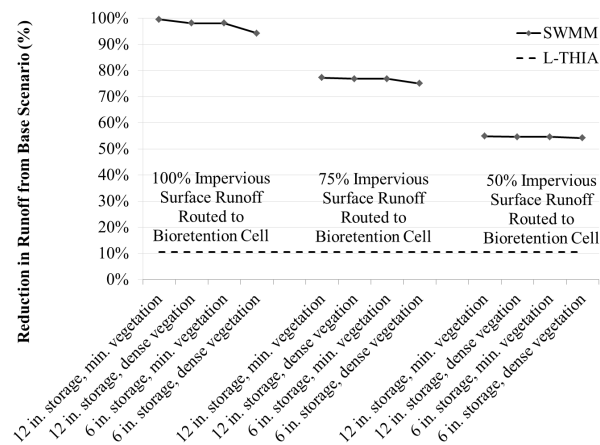 Reduction in Runoff from Base Scenario (%)
100%
90%
80%
70%
60%
50%
40%
30%
20%
10%
0%
SWMM
L-THIA
100% Impervious
Surface Runoff
Routed to
Bioretention Cell
75% Impervious
Surface Runoff
Routed to
Bioretention Cell
50% Impervious
Surface Runoff
Routed to
Bioretention Cell
12 in. storage, min. vegetation
12 in. storage, dense vegation
6 in. storage, min. vegetation
6 in. storage, dense vegetation
12 in. storage, min. vegetation
12 in. storage, dense vegation
6 in. storage, min. vegetation
6 in. storage, dense vegetation
12 in. storage, min. vegetation
12 in. storage, dense vegation
6 in. storage, min. vegetation
6 in. storage, dense vegetation